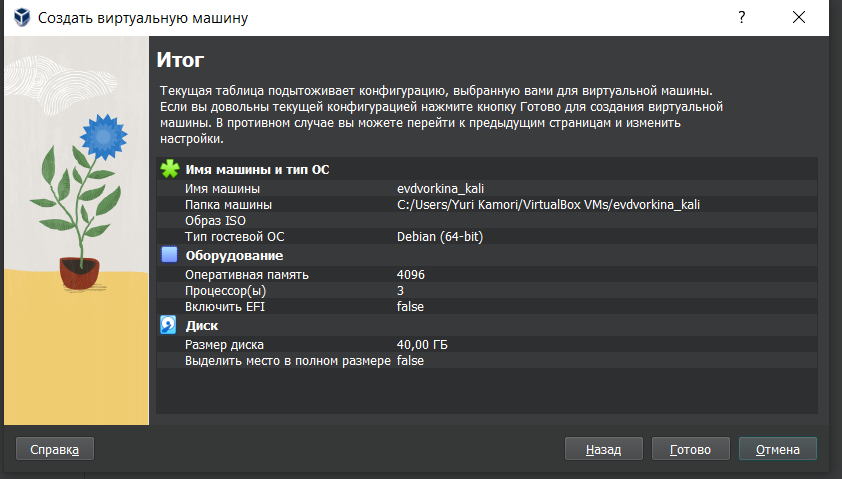 Создать виртуальную машину
?
Итог
Текущая таблица подытоживает конфигурацию, выбранную вами для виртуальной машины.
Если вы довольны текущей конфигурацией нажмите кнопку Готово для создания виртуальной
машины. В противном случае вы можете перейти к предыдущим страницам и изменить
настройки.
Имя машины и тип ОС
Имя машины evdvorkina_kali
Папка машины C:/Users/Yuri Kamori/VirtualBox VMs/evdvorkina_kali
Образ ISO
Тип гостевой ОС Debian (64-bit)
Оборудование
Оперативная память 4096
Процессор(ы) 3
Включить EFI false
Диск
Размер диска 40,00 ГБ
Выделить место в полном размере false
Справка Назад Готово Отмена